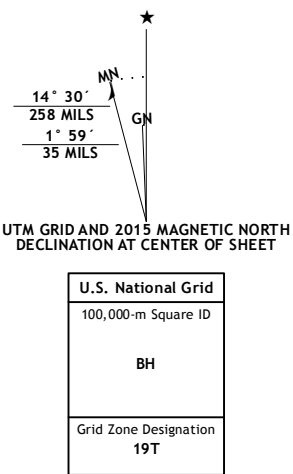 ★
MN
14° 30´
258 MILS
GN
1° 59´
35 MILS
UTM GRID AND 2015 MAGNETIC NORTH
DECLINATION AT CENTER OF SHEET
U.S. National Grid
100,000-m Square ID
BH
Grid Zone Designation
19T